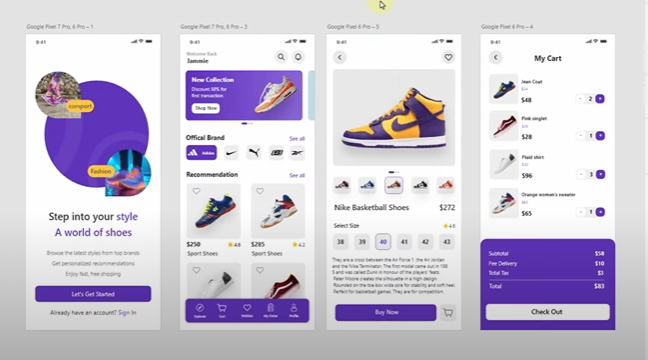 Google Pixel 7 Pro, 6 Pro – 1
9:41
comport
Fashion
Step into your style
A world of shoes
Browse the latest styles from top brands
Get personalized recommendations
Enjoy fast, free shipping
Let's Get Started
Already have an account? Sign In
Google Pixel 7 Pro, 6 Pro – 3
9:41
Welcome Back
Jammie
New Collection
Discount 50% for
first transaction
Shop Now
Offical Brand
See all
Adidas
Recommendation
See all
$250
4.8
Sport Shoes
$285
4.2
Sport Shoes
Explore
Cart
Wishlist
My Order
Profile
Google Pixel 6 Pro – 5
9:41
Nike Basketball Shoes
$272
Select Size
4.8
38
39
40
41
42
43
They are a cross between the Air Force 1, the Air Jordan
and the Nike Terminator. The first model came out in 198
5 and was called Dunk in honour of the players' feats.
Peter Moore creates the silhouette in a high design.
Rounded on the toe box wide sole for stability and soft heel.
Perfect for basketball games. They are for competition.
Buy Now
Google Pixel 6 Pro – 4
9:41
My Cart
Jean Coat
$48
- 2 +
Pink singlet
$28
- 1 +
Plaid shirt
$96
- 3 +
Orange women's sweater
$65
- 1 +
Subtotal
$58
Fee Delivery
$10
Total Tax
$3
Total
$83
Check Out